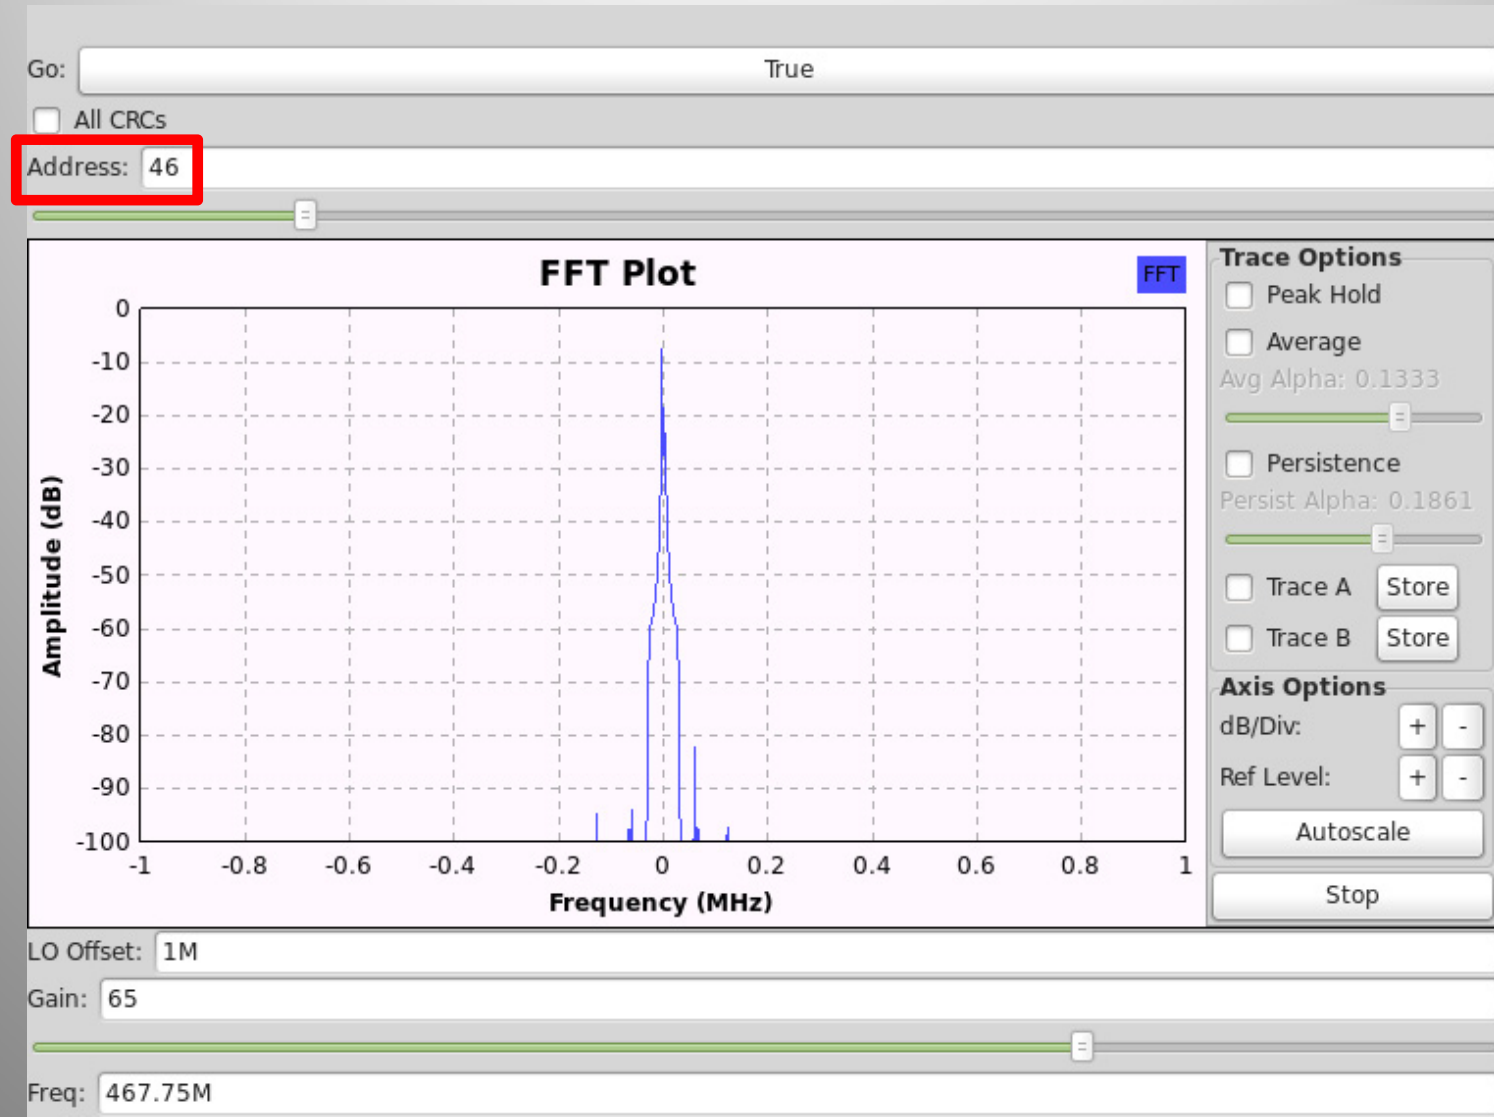 Go: True
All CRCs
Address: 46
FFT Plot
FFT
0
-10
-20
-30
-40
-50
-60
-70
-80
-90
-100
Amplitude (dB)
-1 -0.8 -0.6 -0.4 -0.2 0 0.2 0.4 0.6 0.8 1
Frequency (MHz)
Trace Options
Peak Hold
Average
Avg Alpha: 0.1333
Persistence
Persist Alpha: 0.1861
Trace A Store
Trace B Store
Axis Options
dB/Div: + -
Ref Level: + -
Autoscale
Stop
LO Offset: 1M
Gain: 65
Freq: 467.75M